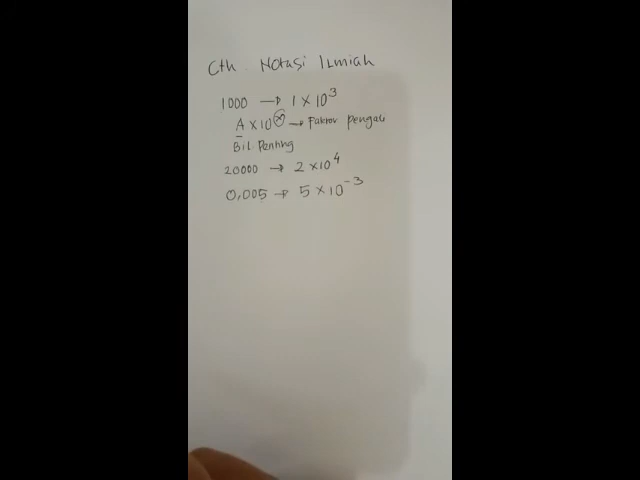 Cth. Notasi Ilmiah
1000 → 1 × 10³
A × 10ⁿ → Faktor pengali
Bil. Penting
20000 → 2 × 10⁴
0,005 → 5 × 10⁻³